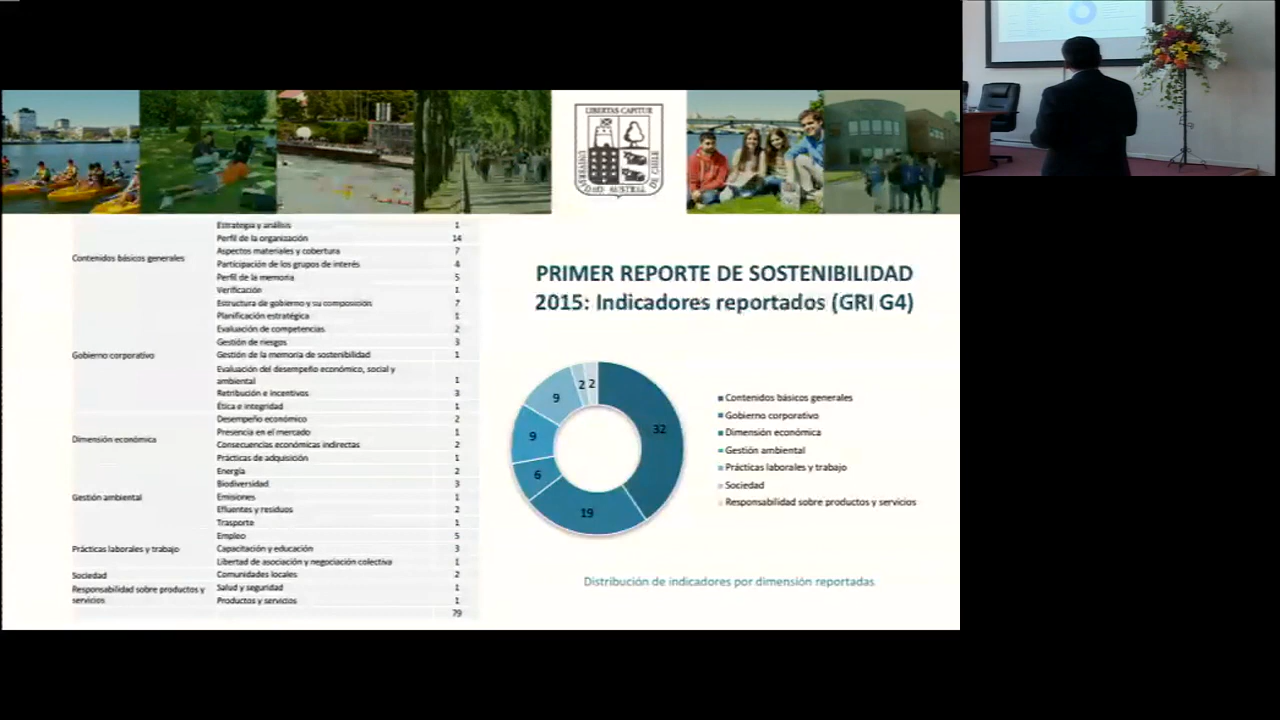 LIBERTAS CAPITUR
UNIVERSIDAD AUSTRAL DE CHILE
Contenidos básicos generales
Estrategia y análisis 1
Perfil de la organización 14
Aspectos materiales y cobertura 7
Participación de los grupos de interés 4
Perfil de la memoria 5
Verificación 1
Gobierno corporativo
Estructura de gobierno y su composición 7
Planificación estratégica 1
Evaluación de competencias 2
Gestión de riesgos 3
Gestión de la memoria de sostenibilidad 1
Evaluación del desempeño económico, social y
ambiental 1
Retribución e incentivos 3
Ética e integridad 1
Dimensión económica
Desempeño económico 2
Presencia en el mercado 1
Consecuencias económicas indirectas 2
Prácticas de adquisición 1
Gestión ambiental
Energía 2
Biodiversidad 3
Emisiones 1
Efluentes y residuos 2
Trasporte 1
Prácticas laborales y trabajo
Empleo 5
Capacitación y educación 3
Libertad de asociación y negociación colectiva 1
Sociedad
Comunidades locales 2
Responsabilidad sobre productos y
servicios
Salud y seguridad 1
Productos y servicios 1
79
PRIMER REPORTE DE SOSTENIBILIDAD
2015: Indicadores reportados (GRI G4)
32
19
6
9
9
2
2
Contenidos básicos generales
Gobierno corporativo
Dimensión económica
Gestión ambiental
Prácticas laborales y trabajo
Sociedad
Responsabilidad sobre productos y servicios
Distribución de indicadores por dimensión reportadas